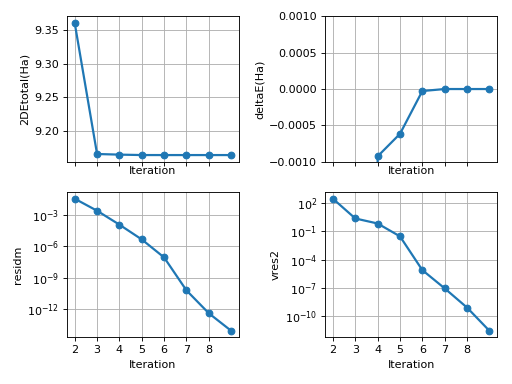 2DEtotal(Ha)
9.35
9.30
9.25
9.20
Iteration
deltaE(Ha)
0.0010
0.0005
0.0000
−0.0005
−0.0010
Iteration
residm
10⁻³
10⁻⁶
10⁻⁹
10⁻¹²
2 3 4 5 6 7 8
Iteration
vres2
10²
10⁻¹
10⁻⁴
10⁻⁷
10⁻¹⁰
2 3 4 5 6 7 8
Iteration